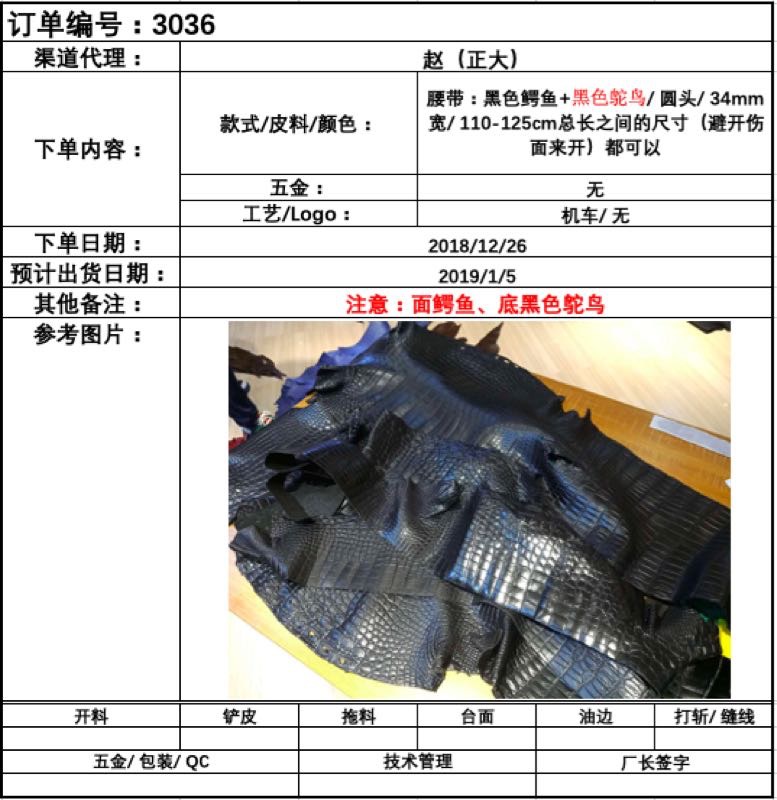 订单编号：3036
渠道代理：
赵（正大）
下单内容：
款式/皮料/颜色：
腰带：黑色鳄鱼+黑色鸵鸟/ 圆头/ 34mm
宽/ 110-125cm总长之间的尺寸（避开伤
面来开）都可以
五金：
无
工艺/Logo：
机车/ 无
下单日期：
2018/12/26
预计出货日期：
2019/1/5
其他备注：
注意：面鳄鱼、底黑色鸵鸟
参考图片：
开料
铲皮
拖料
台面
油边
打斩/ 缝线
五金/ 包装/ QC
技术管理
厂长签字